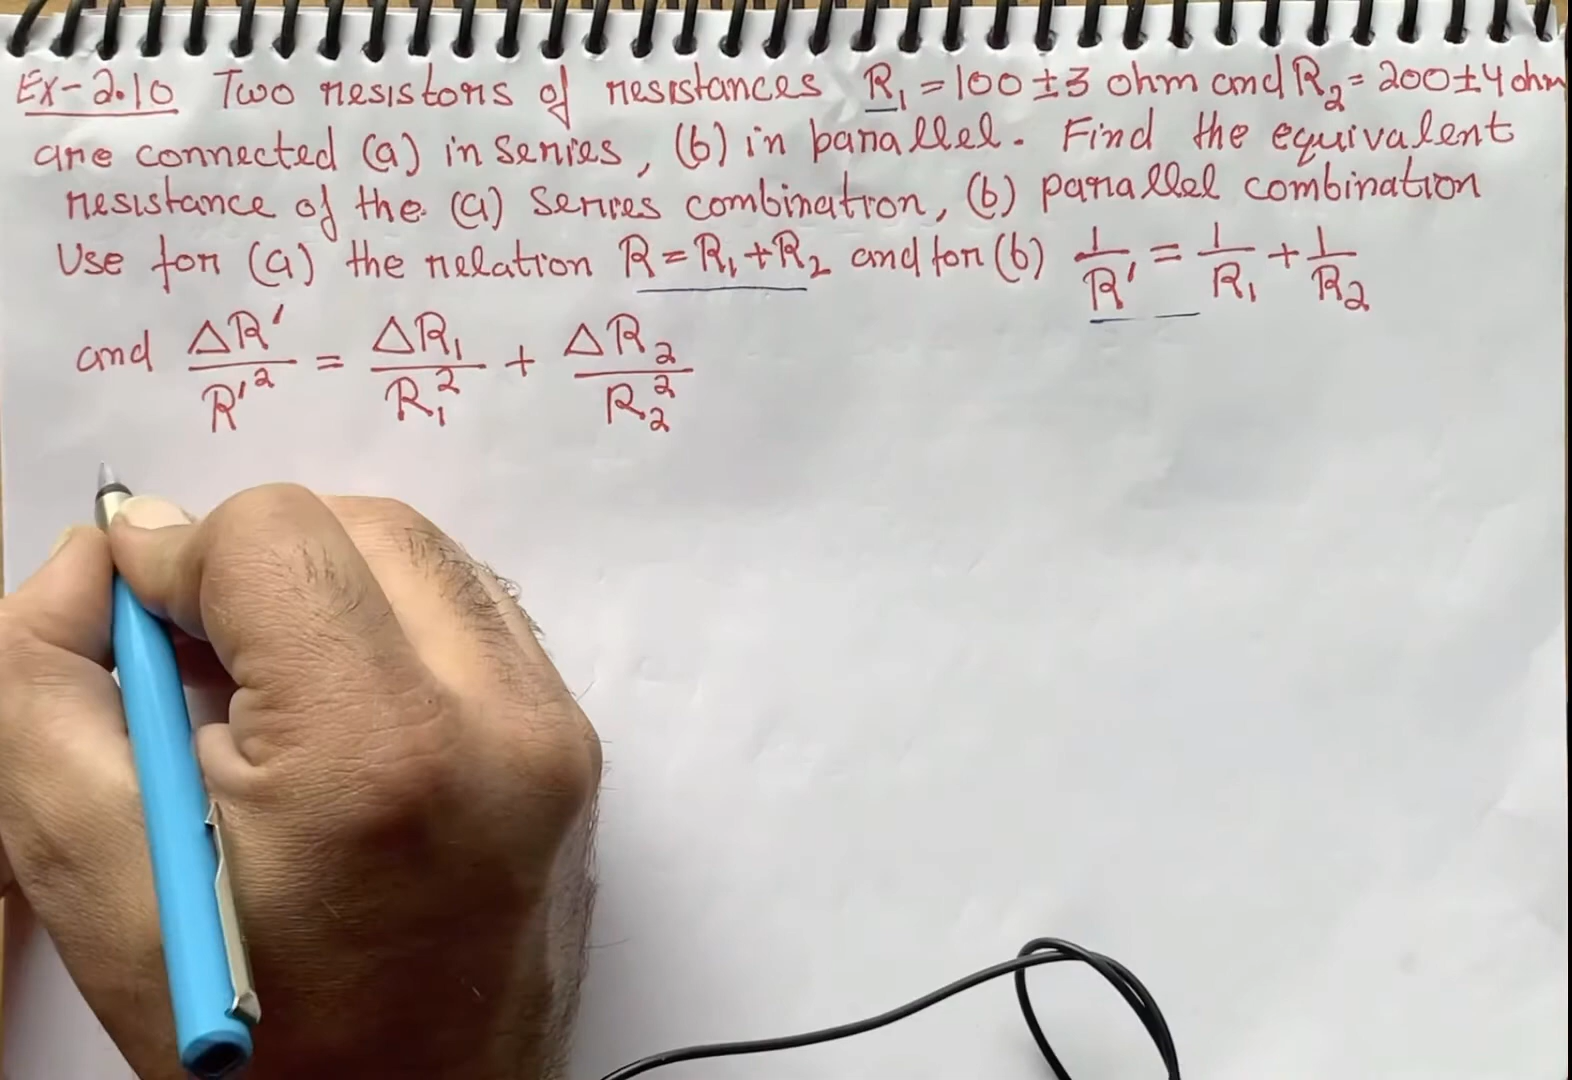 Ex-2.10 Two resistors of resistances R₁ = 100 ± 3 ohm and R₂ = 200 ± 4 ohm
are connected (a) in series, (b) in parallel. Find the equivalent
resistance of the (a) series combination, (b) parallel combination
Use for (a) the relation R = R₁ + R₂ and for (b) 1/R' = 1/R₁ + 1/R₂
and ΔR'/R'² = ΔR₁/R₁² + ΔR₂/R₂²